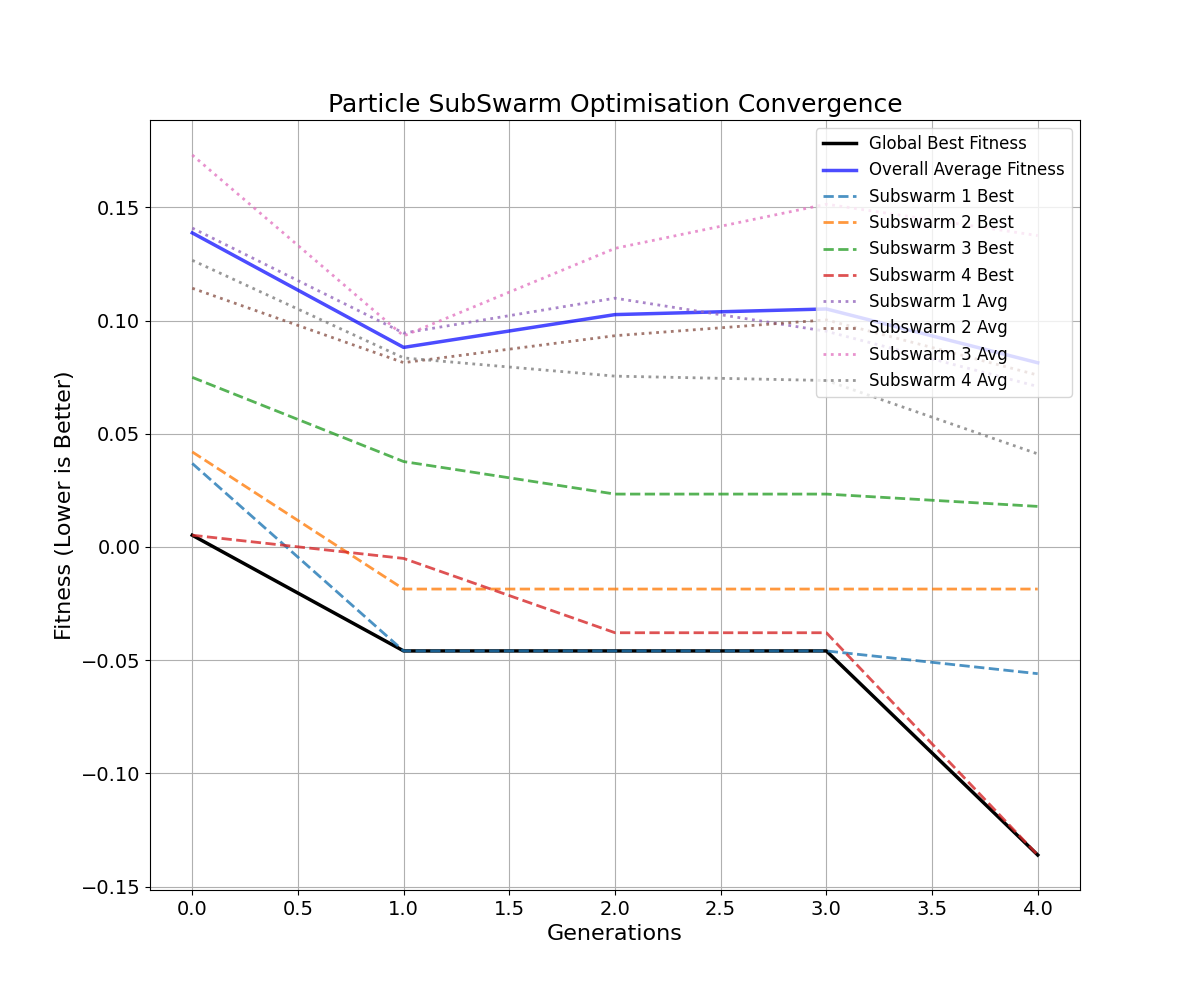 Particle SubSwarm Optimisation Convergence
Global Best Fitness
Overall Average Fitness
Subswarm 1 Best
Subswarm 2 Best
Subswarm 3 Best
Subswarm 4 Best
Subswarm 1 Avg
Subswarm 2 Avg
Subswarm 3 Avg
Subswarm 4 Avg
Fitness (Lower is Better)
0.15
0.10
0.05
0.00
−0.05
−0.10
−0.15
0.0 0.5 1.0 1.5 2.0 2.5 3.0 3.5 4.0
Generations